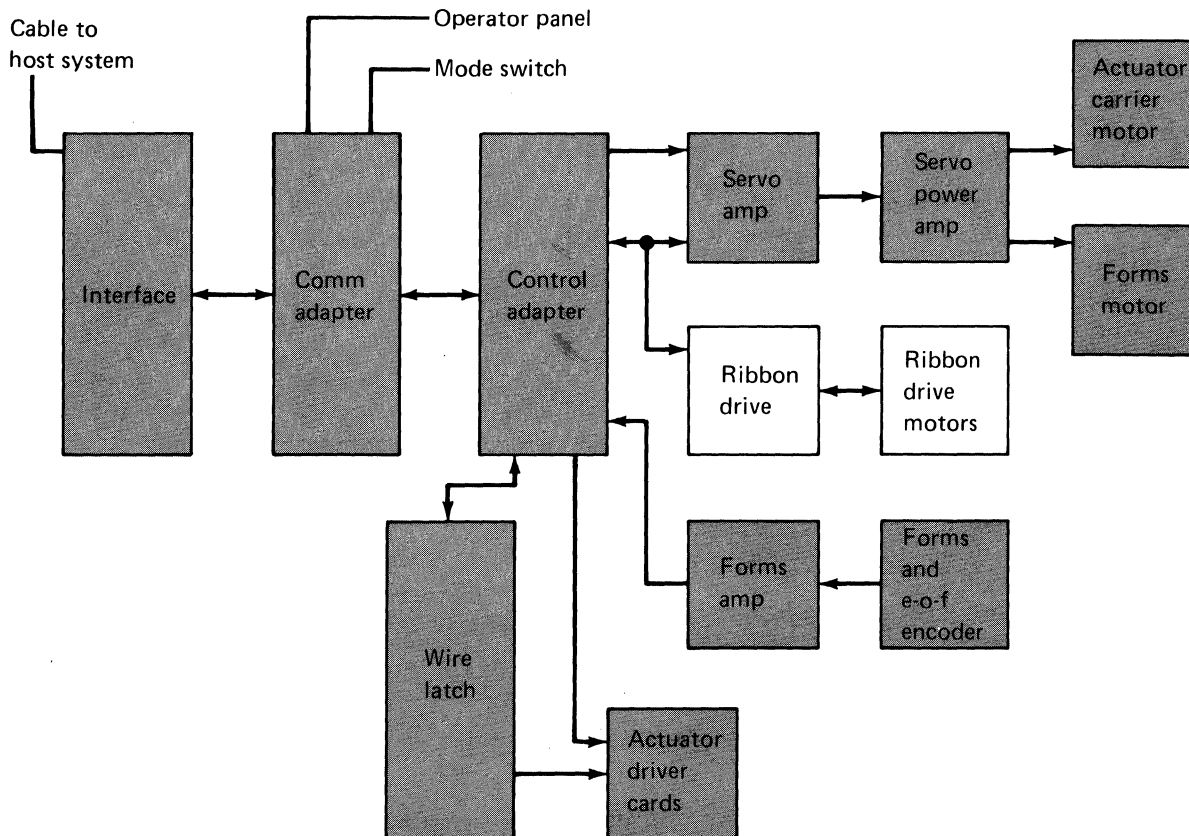 Cable to
host system
Operator panel
Mode switch
Interface
Comm
adapter
Control
adapter
Servo
amp
Servo
power
amp
Actuator
carrier
motor
Forms
motor
Ribbon
drive
Ribbon
drive
motors
Forms
amp
Forms
and
e-o-f
encoder
Wire
latch
Actuator
driver
cards